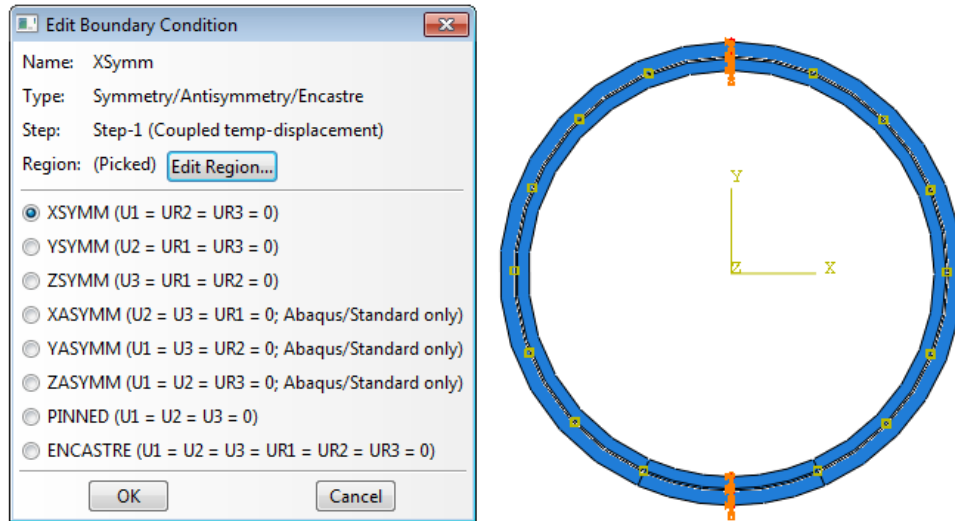 Edit Boundary Condition
Name: XSymm
Type: Symmetry/Antisymmetry/Encastre
Step: Step-1 (Coupled temp-displacement)
Region: (Picked) Edit Region...
XSYMM (U1 = UR2 = UR3 = 0)
YSYMM (U2 = UR1 = UR3 = 0)
ZSYMM (U3 = UR1 = UR2 = 0)
XASYMM (U2 = U3 = UR1 = 0; Abaqus/Standard only)
YASYMM (U1 = U3 = UR2 = 0; Abaqus/Standard only)
ZASYMM (U1 = U2 = UR3 = 0; Abaqus/Standard only)
PINNED (U1 = U2 = U3 = 0)
ENCASTRE (U1 = U2 = U3 = UR1 = UR2 = UR3 = 0)
OK Cancel
Y
Z X